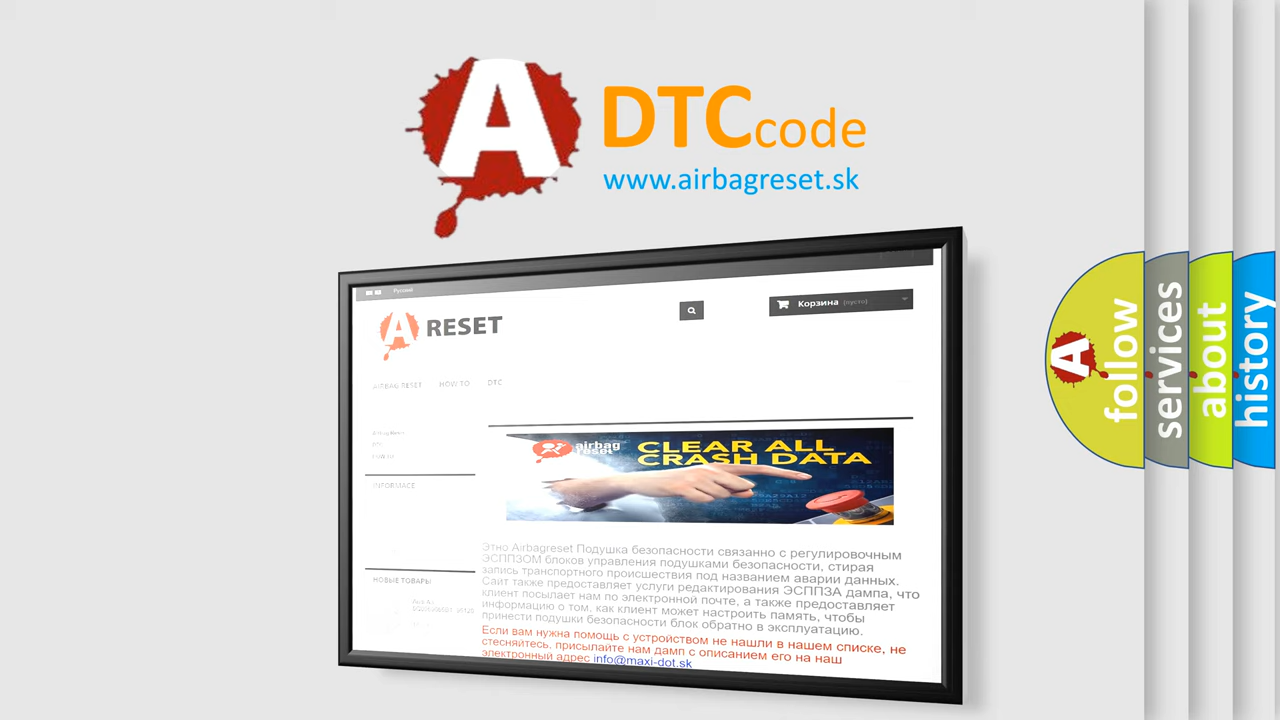 A
DTCcode
www.airbagreset.sk
Русский
A RESET
Корзина (пусто)
AIRBAG RESET HOW TO DTC
INFORMACE
airbag
reset
CLEAR ALL
CRASH DATA
Этно Airbagreset Подушка безопасности связанно с регулировочным
ЭСППЗОМ блоков управления подушками безопасности, стирая
запись транспортного происшествия под названием аварии данных.
Сайт также предоставляет услуги редактирования ЭСППЗА дампа, что
клиент посылает нам по электронной почте, а также предоставляет
информацию о том, как клиент может настроить память, чтобы
принести подушки безопасности блок обратно в эксплуатацию.
Если вам нужна помощь с устройством не нашли в нашем списке, не
стесняйтесь, присылайте нам дамп с описанием его на наш
электронный адрес info@maxi-dot.sk
НОВЫЕ ТОВАРЫ
A
follow
services
about
history